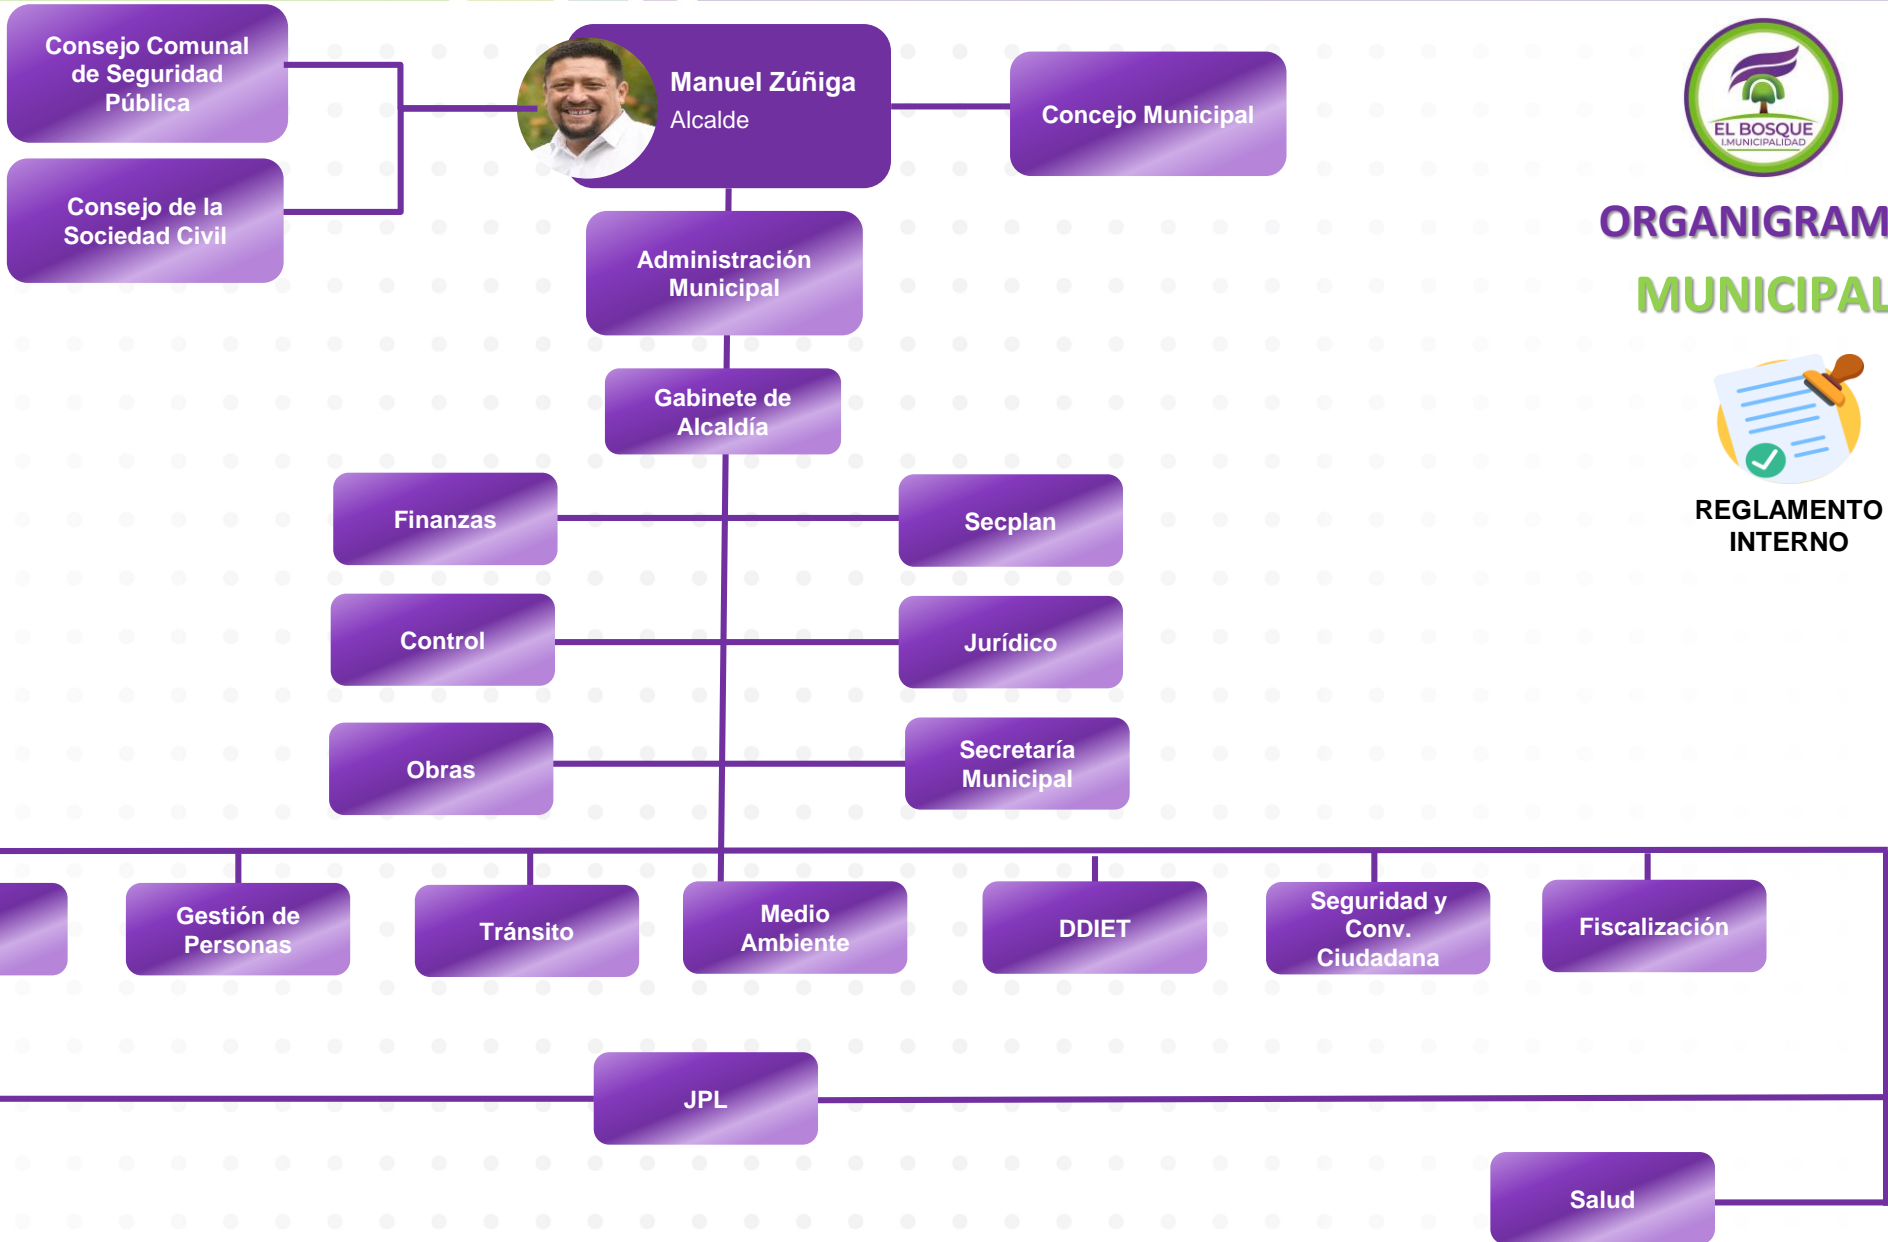 Consejo Comunal
de Seguridad
Pública
Manuel Zúñiga
Alcalde
Concejo Municipal
EL BOSQUE
I.MUNICIPALIDAD
Consejo de la
Sociedad Civil
ORGANIGRAM
MUNICIPAL
Administración
Municipal
Gabinete de
Alcaldía
REGLAMENTO
INTERNO
Finanzas
Secplan
Control
Jurídico
Obras
Secretaría
Municipal
Gestión de
Personas
Tránsito
Medio
Ambiente
DDIET
Seguridad y
Conv.
Ciudadana
Fiscalización
JPL
Salud